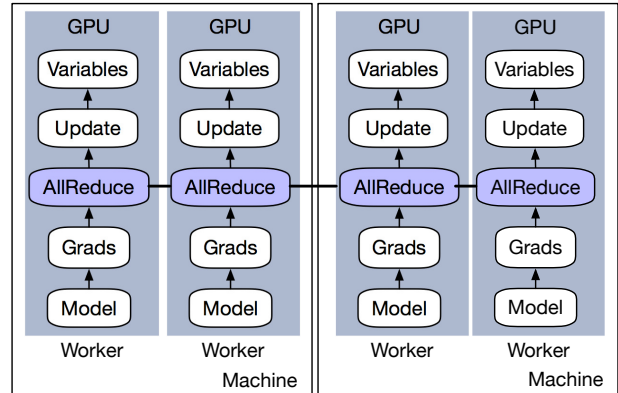 GPU GPU GPU GPU
Variables Variables Variables Variables
Update Update Update Update
AllReduce AllReduce AllReduce AllReduce
Grads Grads Grads Grads
Model Model Model Model
Worker Worker Worker Worker
Machine Machine